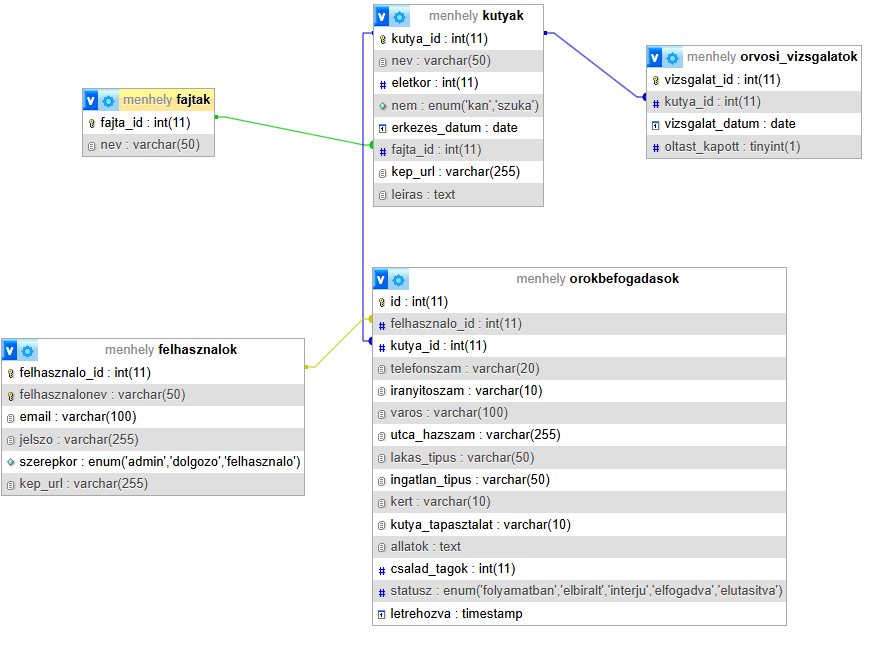 v menhely kutyak
kutya_id : int(11)
nev : varchar(50)
# eletkor : int(11)
nem : enum('kan','szuka')
erkezes_datum : date
# fajta_id : int(11)
kep_url : varchar(255)
leiras : text
v menhely orvosi_vizsgalatok
vizsgalat_id : int(11)
# kutya_id : int(11)
vizsgalat_datum : date
# oltast_kapott : tinyint(1)
v menhely fajtak
fajta_id : int(11)
nev : varchar(50)
v menhely orokbefogadasok
id : int(11)
# felhasznalo_id : int(11)
# kutya_id : int(11)
telefonszam : varchar(20)
iranyitoszam : varchar(10)
varos : varchar(100)
utca_hazszam : varchar(255)
lakas_tipus : varchar(50)
ingatlan_tipus : varchar(50)
kert : varchar(10)
kutya_tapasztalat : varchar(10)
allatok : text
# csalad_tagok : int(11)
# statusz : enum('folyamatban','elbiralt','interju','elfogadva','elutasitva')
letrehozva : timestamp
v menhely felhasznalok
felhasznalo_id : int(11)
felhasznalonev : varchar(50)
email : varchar(100)
jelszo : varchar(255)
szerepkor : enum('admin','dolgozo','felhasznalo')
kep_url : varchar(255)